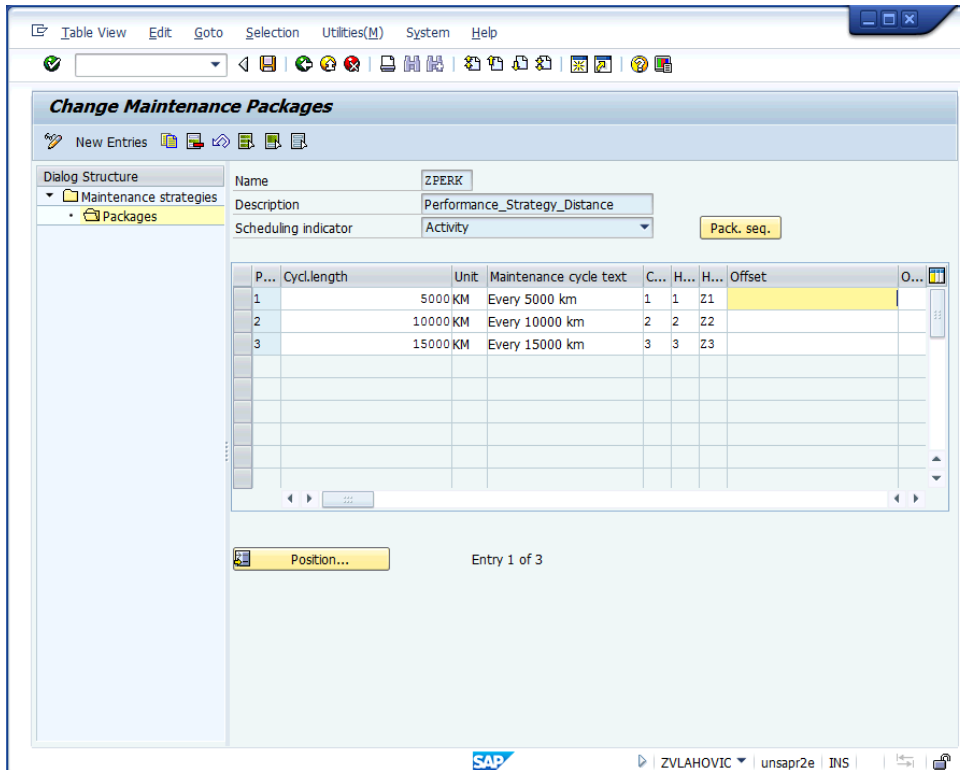 Table View Edit Goto Selection Utilities(M) System Help
Change Maintenance Packages
New Entries
Dialog Structure
Maintenance strategies
Packages
Name ZPERK
Description Performance_Strategy_Distance
Scheduling indicator Activity Pack. seq.
P... Cycl.length Unit Maintenance cycle text C... H... H... Offset O...
1 5000 KM Every 5000 km 1 1 Z1
2 10000 KM Every 10000 km 2 2 Z2
3 15000 KM Every 15000 km 3 3 Z3
Position... Entry 1 of 3
SAP ZVLAHOVIC unsapr2e INS